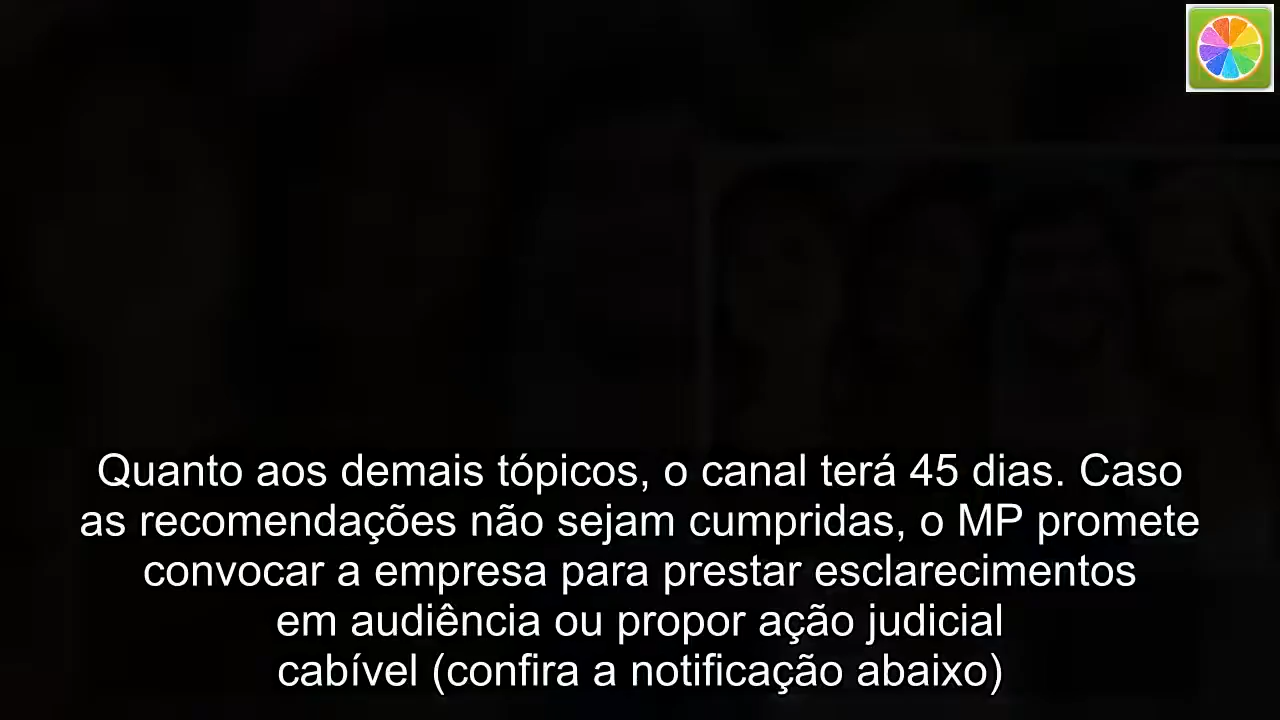 Quanto aos demais tópicos, o canal terá 45 dias. Caso
as recomendações não sejam cumpridas, o MP promete
convocar a empresa para prestar esclarecimentos
em audiência ou propor ação judicial
cabível (confira a notificação abaixo)